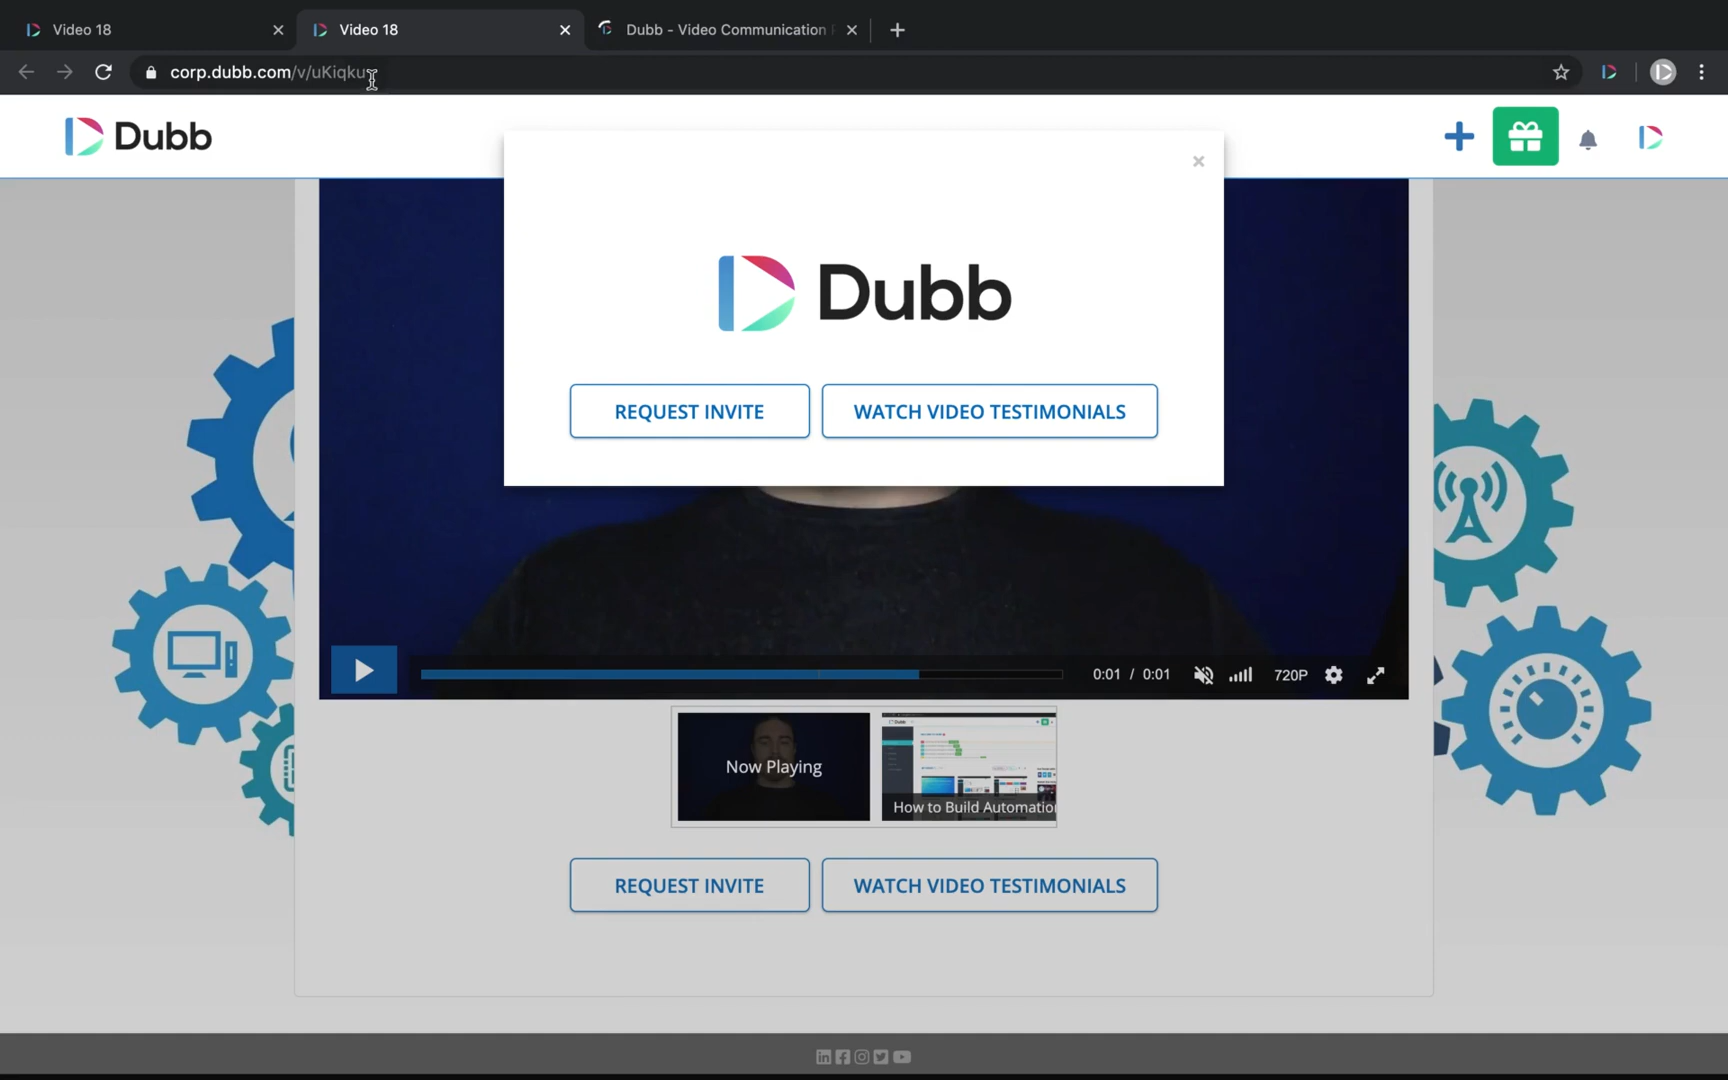 Video 18
Video 18
Dubb - Video Communication
corp.dubb.com/v/uKiqku
Dubb
Dubb
REQUEST INVITE
WATCH VIDEO TESTIMONIALS
0:01 / 0:01
720P
Now Playing
How to Build Automatio
REQUEST INVITE
WATCH VIDEO TESTIMONIALS